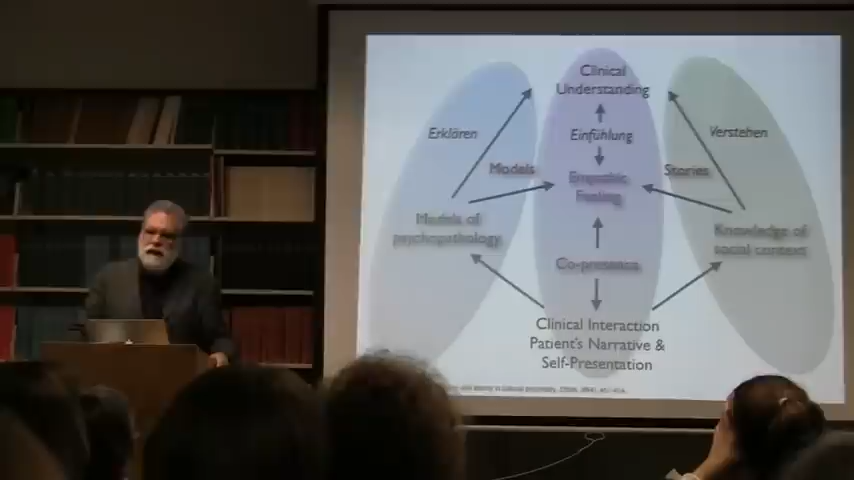 Clinical
Understanding
Erklären
Einfühlung
Verstehen
Models
Stories
Empathic
Feeling
Models of
psychopathology
Knowledge of
social context
Co-presence
Clinical Interaction
Patient's Narrative &
Self-Presentation